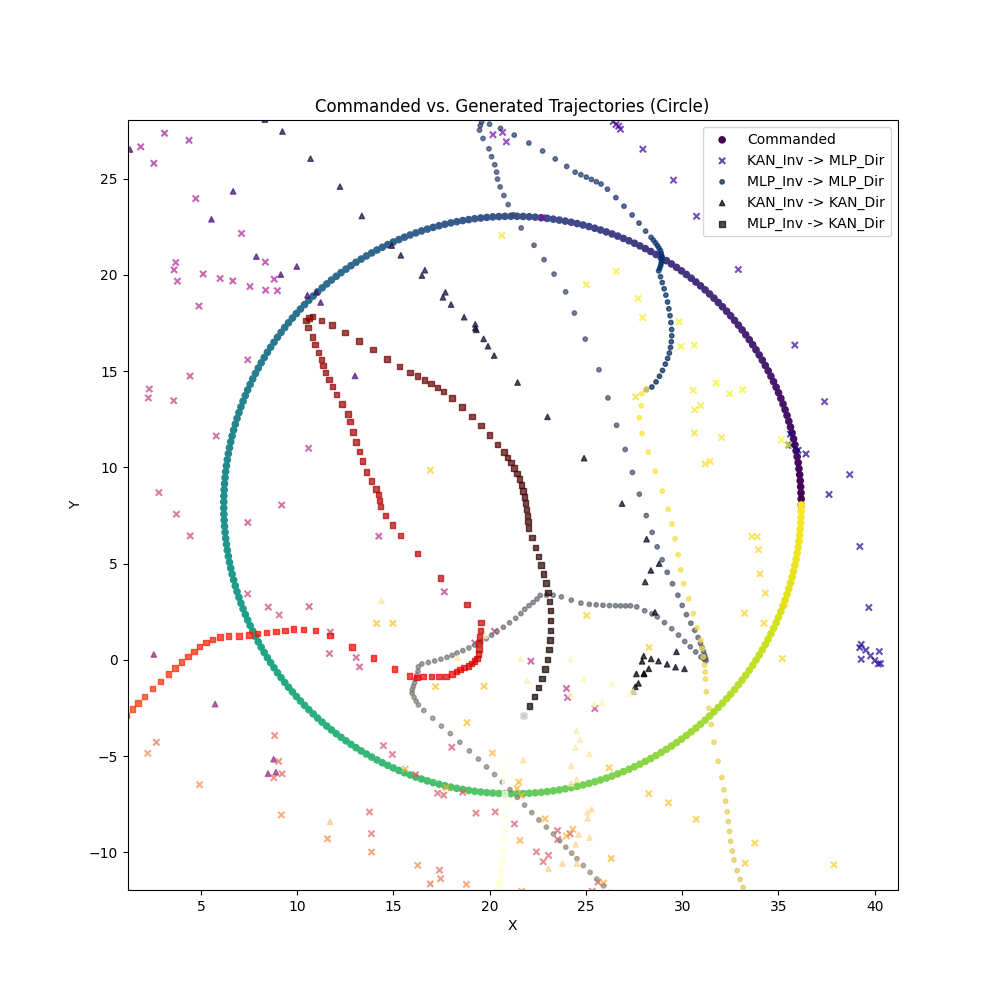 Commanded vs. Generated Trajectories (Circle)
Commanded
KAN_Inv -> MLP_Dir
MLP_Inv -> MLP_Dir
KAN_Inv -> KAN_Dir
MLP_Inv -> KAN_Dir
25
20
15
10
5
0
−5
−10
Y
5 10 15 20 25 30 35 40
X